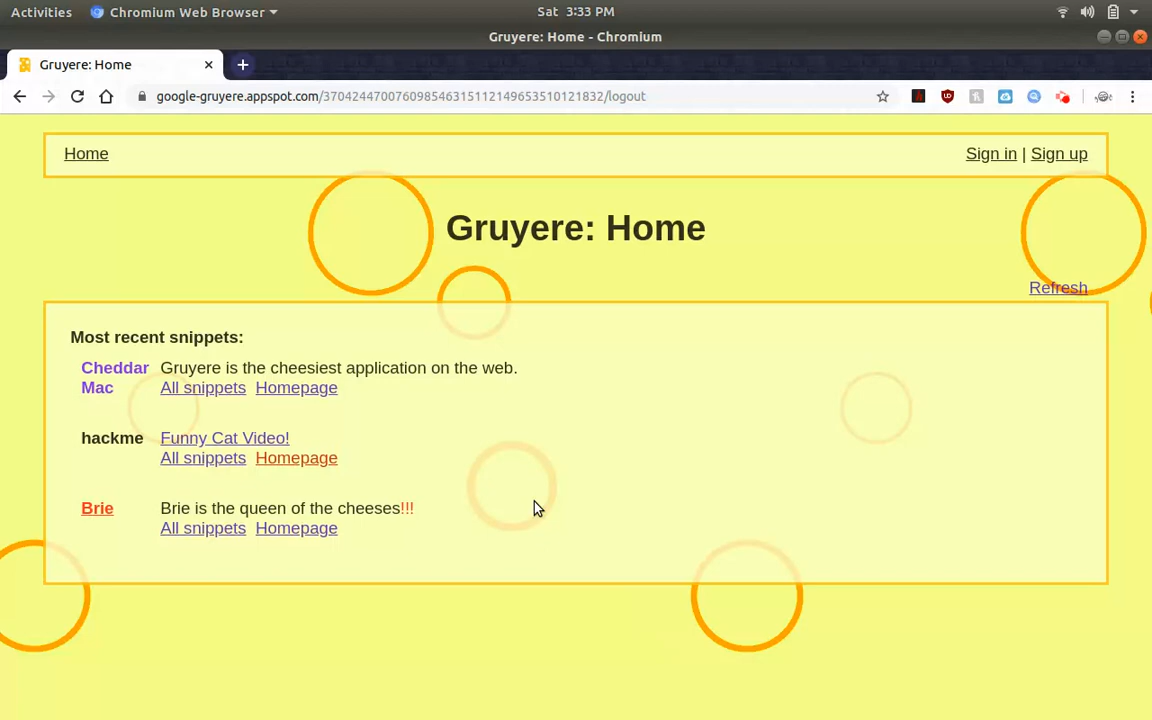 Activities Chromium Web Browser Sat 3:33 PM
Gruyere: Home - Chromium
Gruyere: Home
google-gruyere.appspot.com/370424470076098546315112149653510121832/logout
Home Sign in | Sign up
Gruyere: Home
Refresh
Most recent snippets:
Cheddar Gruyere is the cheesiest application on the web.
Mac All snippets Homepage
hackme Funny Cat Video!
All snippets Homepage
Brie Brie is the queen of the cheeses!!!
All snippets Homepage